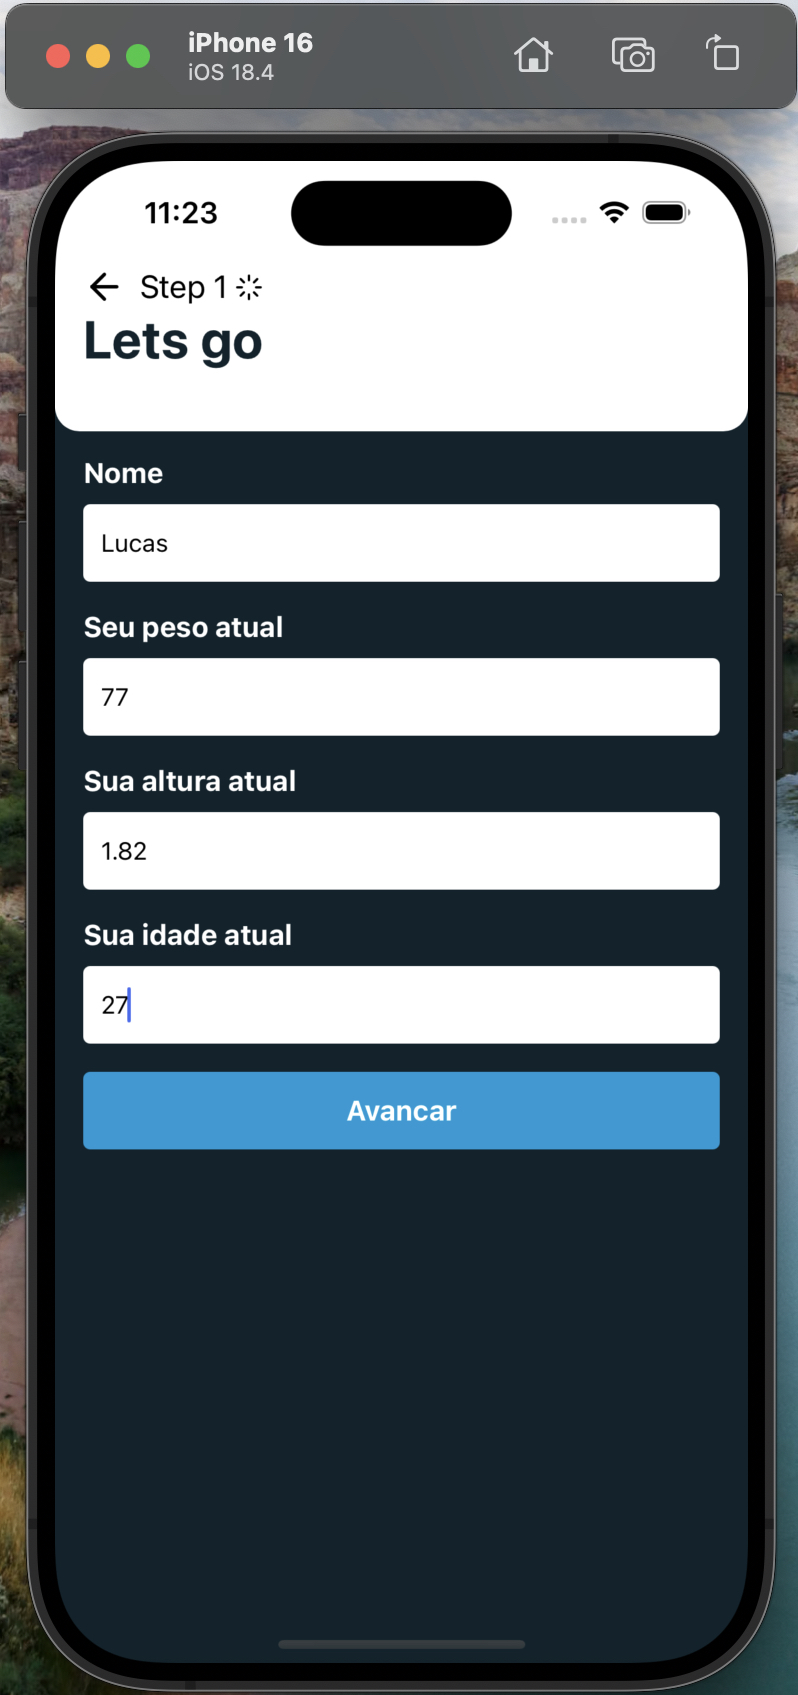 iPhone 16
iOS 18.4
11:23
Step 1
Lets go
Nome
Lucas
Seu peso atual
77
Sua altura atual
1.82
Sua idade atual
27
Avancar